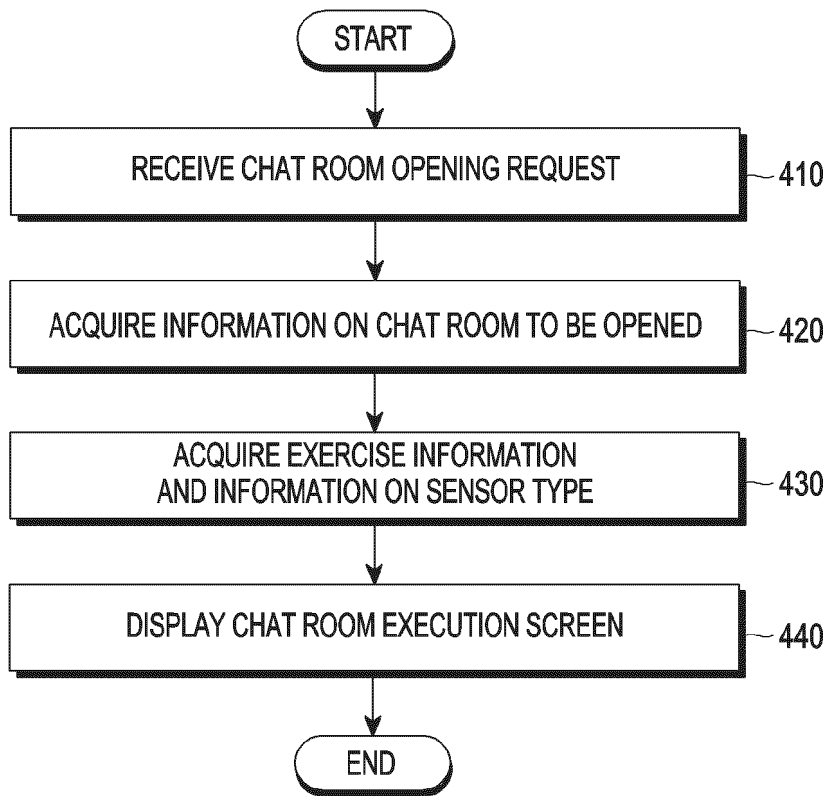 START
RECEIVE CHAT ROOM OPENING REQUEST
410
ACQUIRE INFORMATION ON CHAT ROOM TO BE OPENED
420
ACQUIRE EXERCISE INFORMATION
AND INFORMATION ON SENSOR TYPE
430
DISPLAY CHAT ROOM EXECUTION SCREEN
440
END